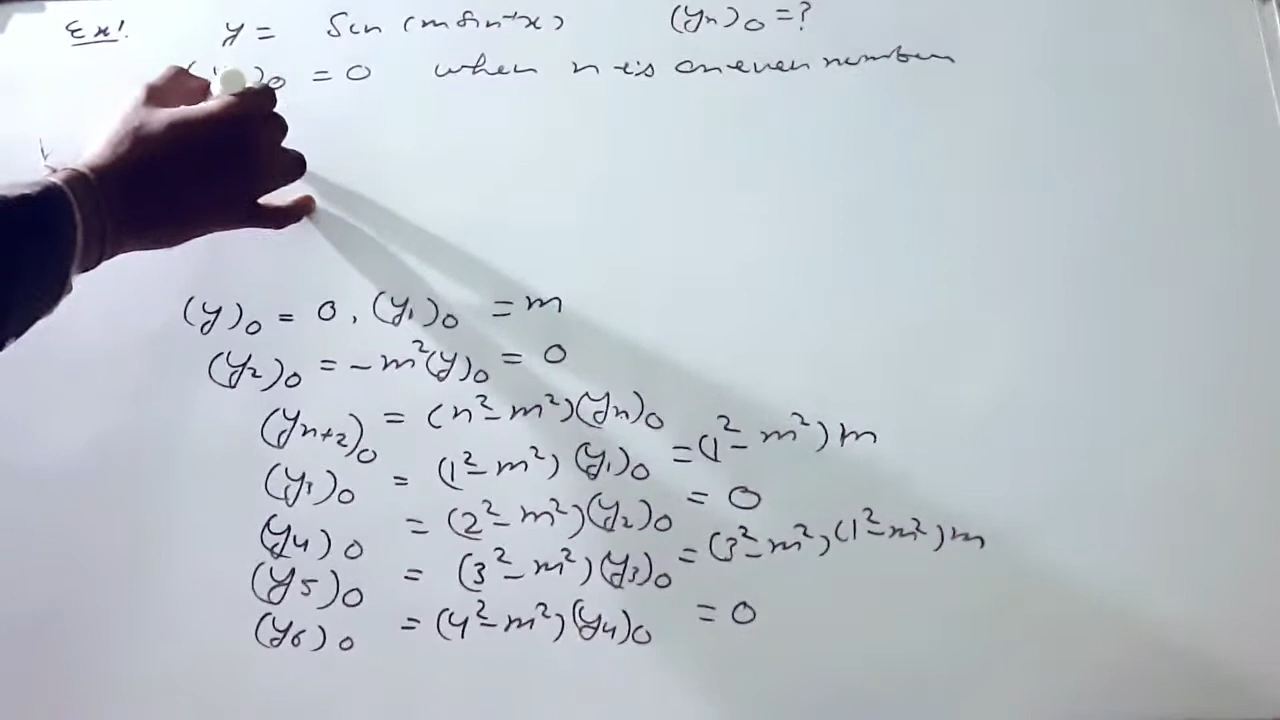 Ex! y = Sin (m sin⁻¹x) (yn)₀ = ?
)₀ = 0 when n is an even number
(y)₀ = 0, (y₁)₀ = m
(y₂)₀ = -m²(y)₀ = 0
(yn+2)₀ = (n²-m²)(yn)₀
(y₃)₀ = (1²-m²) (y₁)₀ = (1²-m²) m
(y₄)₀ = (2²-m²)(y₂)₀ = 0
(y₅)₀ = (3²-m²)(y₃)₀ = (3²-m²)(1²-m²)m
(y₆)₀ = (4²-m²)(y₄)₀ = 0